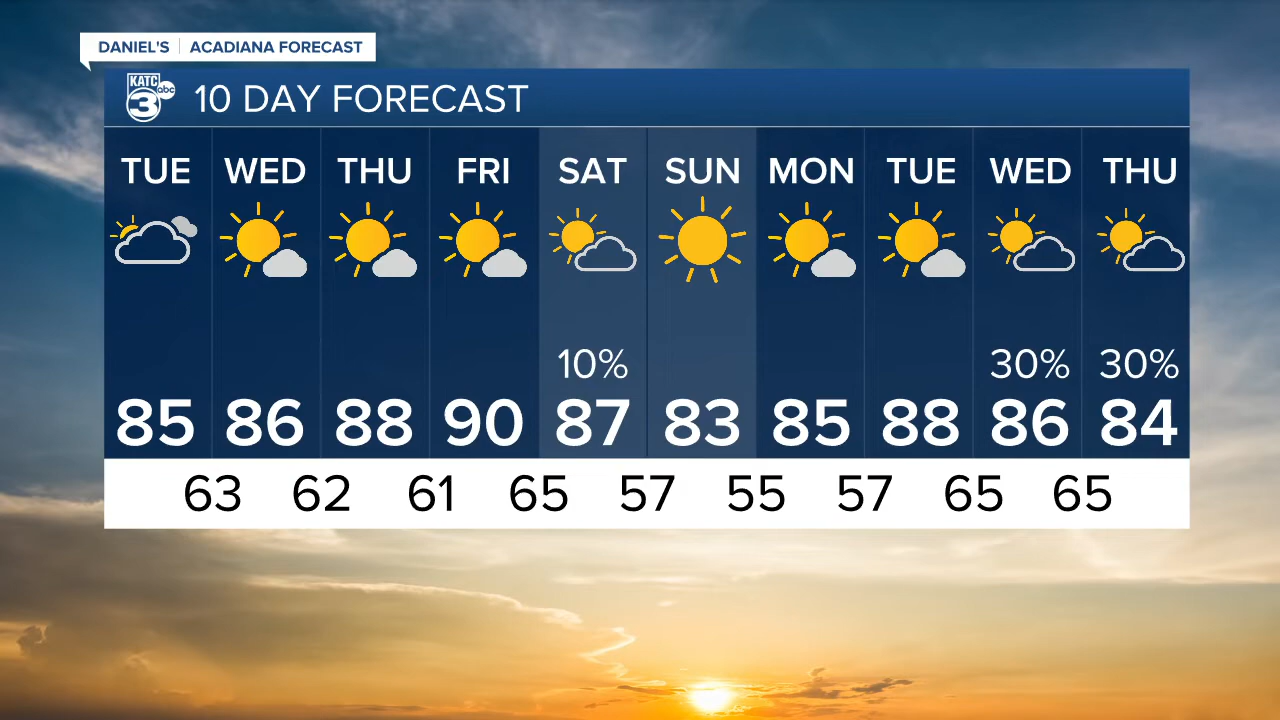 DANIEL'S | ACADIANA FORECAST
KATC abc 3
10 DAY FORECAST
TUE WED THU FRI SAT SUN MON TUE WED THU
10% 30% 30%
85 86 88 90 87 83 85 88 86 84
63 62 61 65 57 55 57 65 65